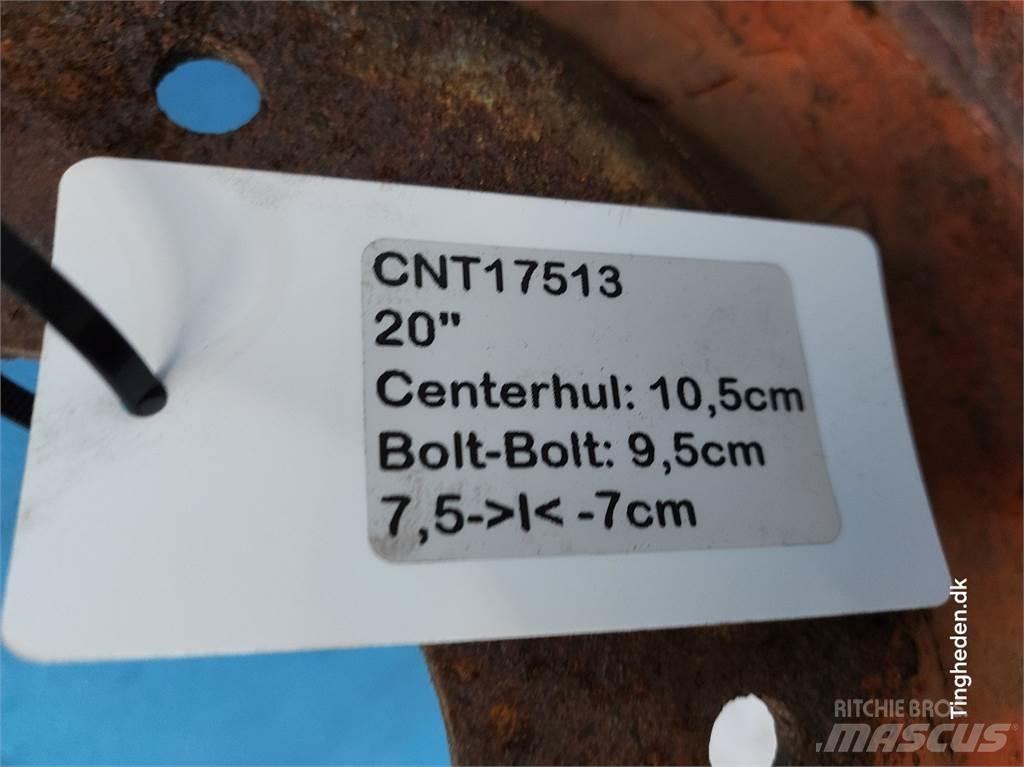 CNT17513
20"
Centerhul: 10,5cm
Bolt-Bolt: 9,5cm
7,5->I< -7cm
Tingheden.dk
RITCHIE BROS
MASCUS